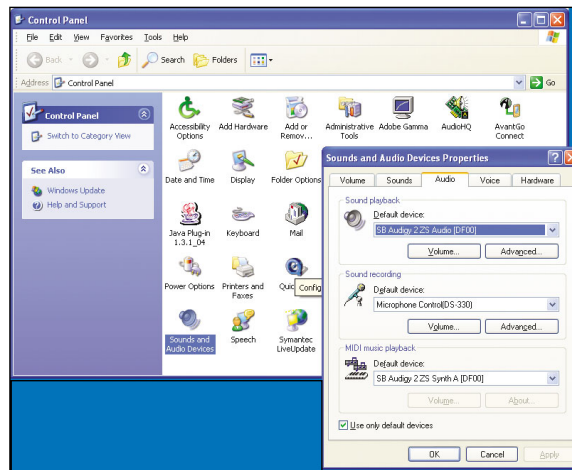 Control Panel
File Edit View Favorites Tools Help
Back Search Folders
Address Control Panel Go
Control Panel
Switch to Category View
See Also
Windows Update
Help and Support
Accessibility Options
Add Hardware
Add or Remov...
Administrative Tools
Adobe Gamma
AudioHQ
AvantGo Connect
Date and Time
Display
Folder Options
Java Plug-in 1.3.1_04
Keyboard
Mail
Power Options
Printers and Faxes
Quic
Config
Sounds and Audio Devices
Speech
Symantec LiveUpdate
Sounds and Audio Devices Properties
Volume Sounds Audio Voice Hardware
Sound playback
Default device:
SB Audigy 2 ZS Audio [DF00]
Volume... Advanced...
Sound recording
Default device:
Microphone Control(DS-330)
Volume... Advanced...
MIDI music playback
Default device:
SB Audigy 2 ZS Synth A [DF00]
Volume... About...
Use only default devices
OK Cancel Apply